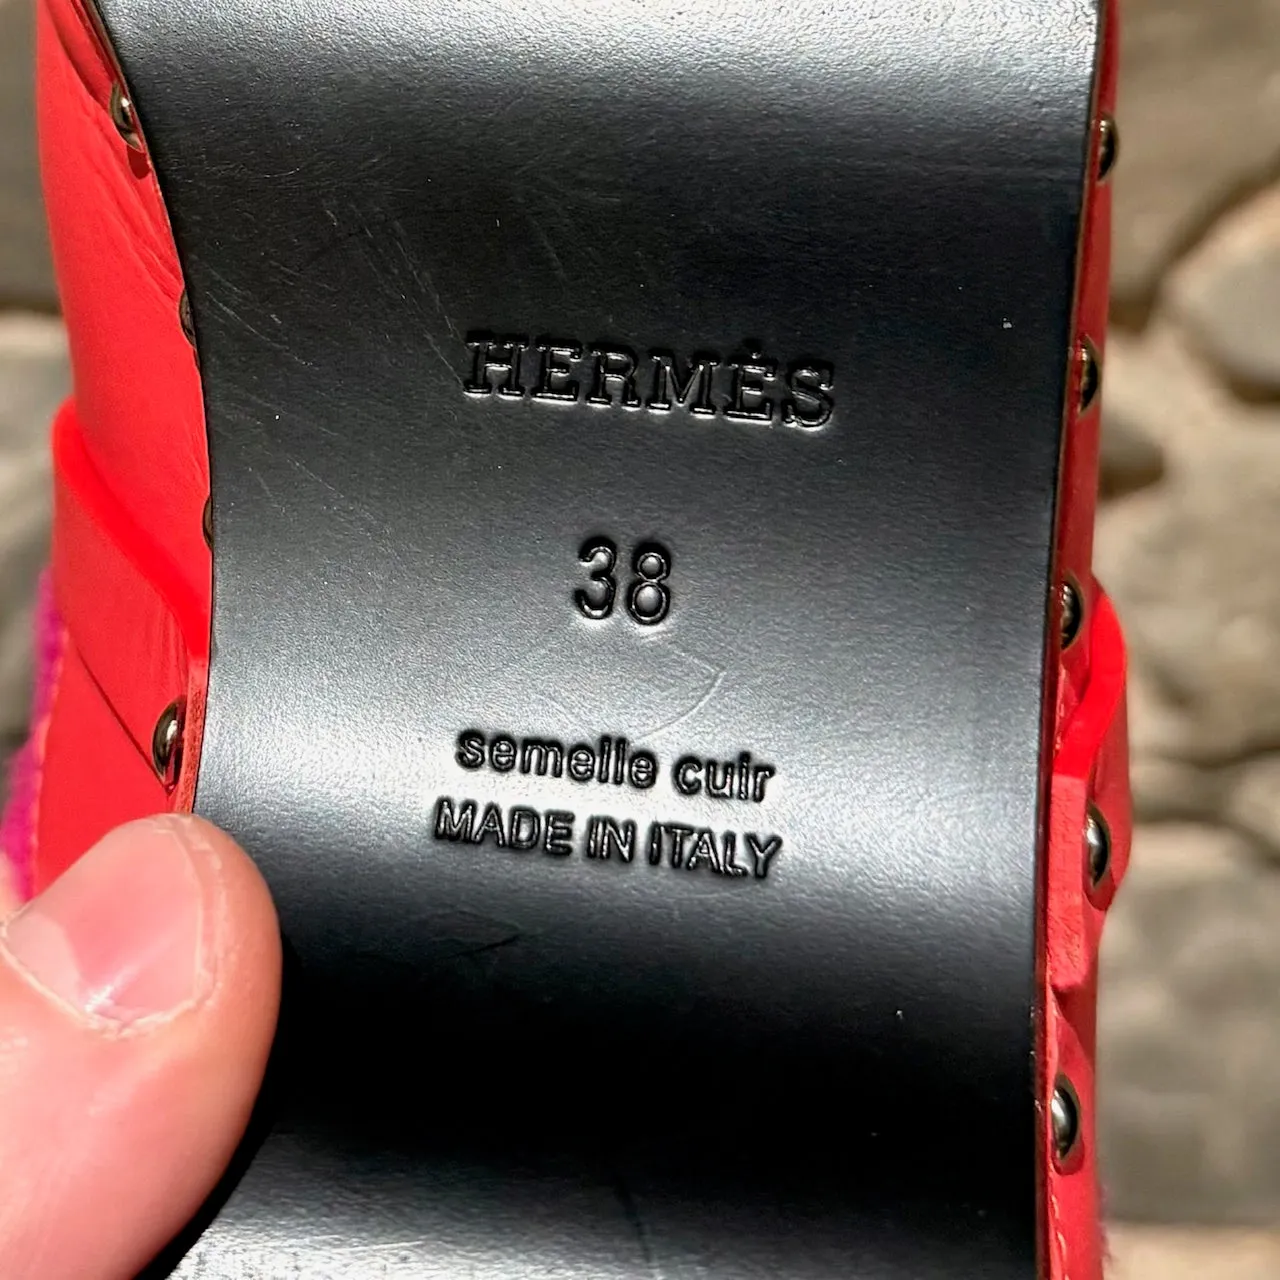 HERMÈS
38
semelle cuir
MADE IN ITALY